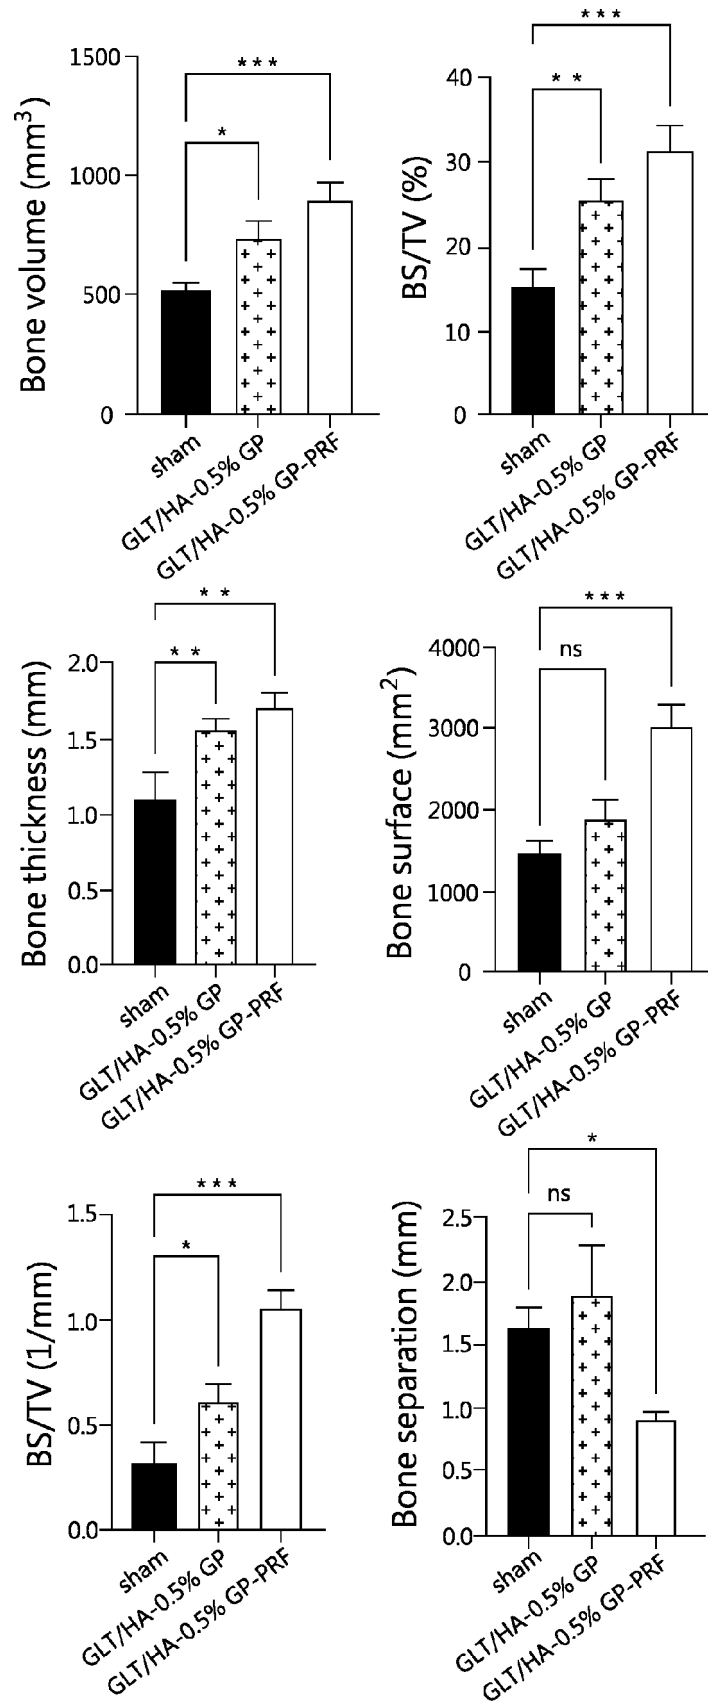 Bone volume (mm³)
1500
1000
500
0
***
*
sham
GLT/HA-0.5% GP
GLT/HA-0.5% GP-PRF
BS/TV (%)
40
30
20
10
0
***
**
sham
GLT/HA-0.5% GP
GLT/HA-0.5% GP-PRF
Bone thickness (mm)
2.0
1.5
1.0
0.5
0.0
**
**
sham
GLT/HA-0.5% GP
GLT/HA-0.5% GP-PRF
Bone surface (mm²)
4000
3000
2000
1000
0
***
ns
sham
GLT/HA-0.5% GP
GLT/HA-0.5% GP-PRF
BS/TV (1/mm)
1.5
1.0
0.5
0.0
***
*
sham
GLT/HA-0.5% GP
GLT/HA-0.5% GP-PRF
Bone separation (mm)
2.5
2.0
1.5
1.0
0.5
0.0
*
ns
sham
GLT/HA-0.5% GP
GLT/HA-0.5% GP-PRF